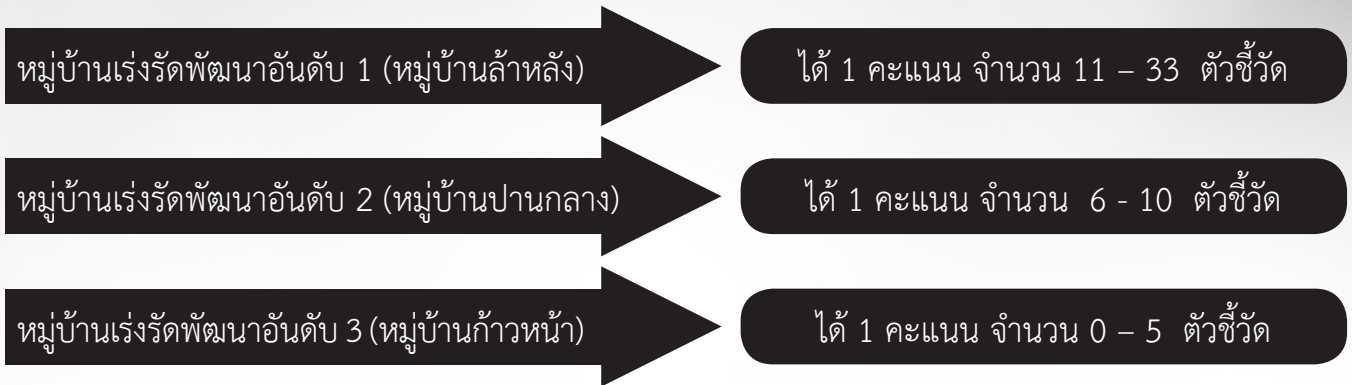 หมู่บ้านเร่งรัดพัฒนาอันดับ 1 (หมู่บ้านล้าหลัง)
ได้ 1 คะแนน จำนวน 11 – 33 ตัวชี้วัด
หมู่บ้านเร่งรัดพัฒนาอันดับ 2 (หมู่บ้านปานกลาง)
ได้ 1 คะแนน จำนวน 6 - 10 ตัวชี้วัด
หมู่บ้านเร่งรัดพัฒนาอันดับ 3 (หมู่บ้านก้าวหน้า)
ได้ 1 คะแนน จำนวน 0 – 5 ตัวชี้วัด